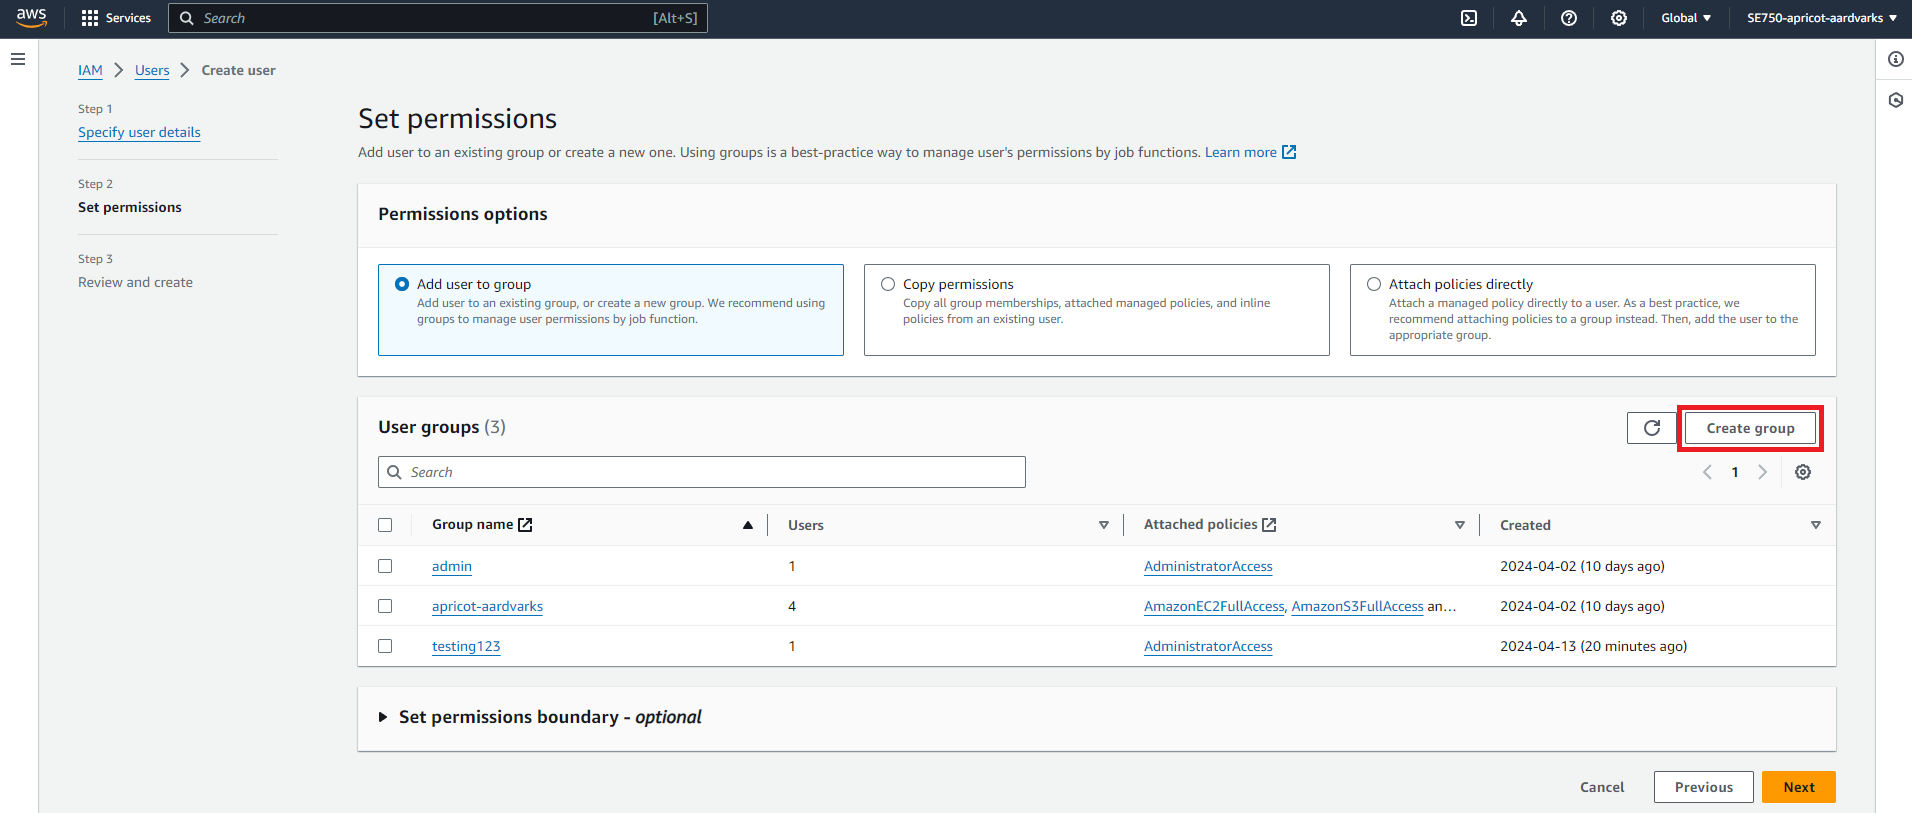 aws
Services
Search
[Alt+S]
Global ▼
SE750-apricot-aardvarks ▼
IAM > Users > Create user
Step 1
Specify user details
Step 2
Set permissions
Step 3
Review and create
Set permissions
Add user to an existing group or create a new one. Using groups is a best-practice way to manage user's permissions by job functions. Learn more
Permissions options
Add user to group
Add user to an existing group, or create a new group. We recommend using
groups to manage user permissions by job function.
Copy permissions
Copy all group memberships, attached managed policies, and inline
policies from an existing user.
Attach policies directly
Attach a managed policy directly to a user. As a best practice, we
recommend attaching policies to a group instead. Then, add the user to the
appropriate group.
User groups (3)
Create group
Search
1
Group name
Users
Attached policies
Created
admin
1
AdministratorAccess
2024-04-02 (10 days ago)
apricot-aardvarks
4
AmazonEC2FullAccess, AmazonS3FullAccess an...
2024-04-02 (10 days ago)
testing123
1
AdministratorAccess
2024-04-13 (20 minutes ago)
Set permissions boundary - optional
Cancel
Previous
Next